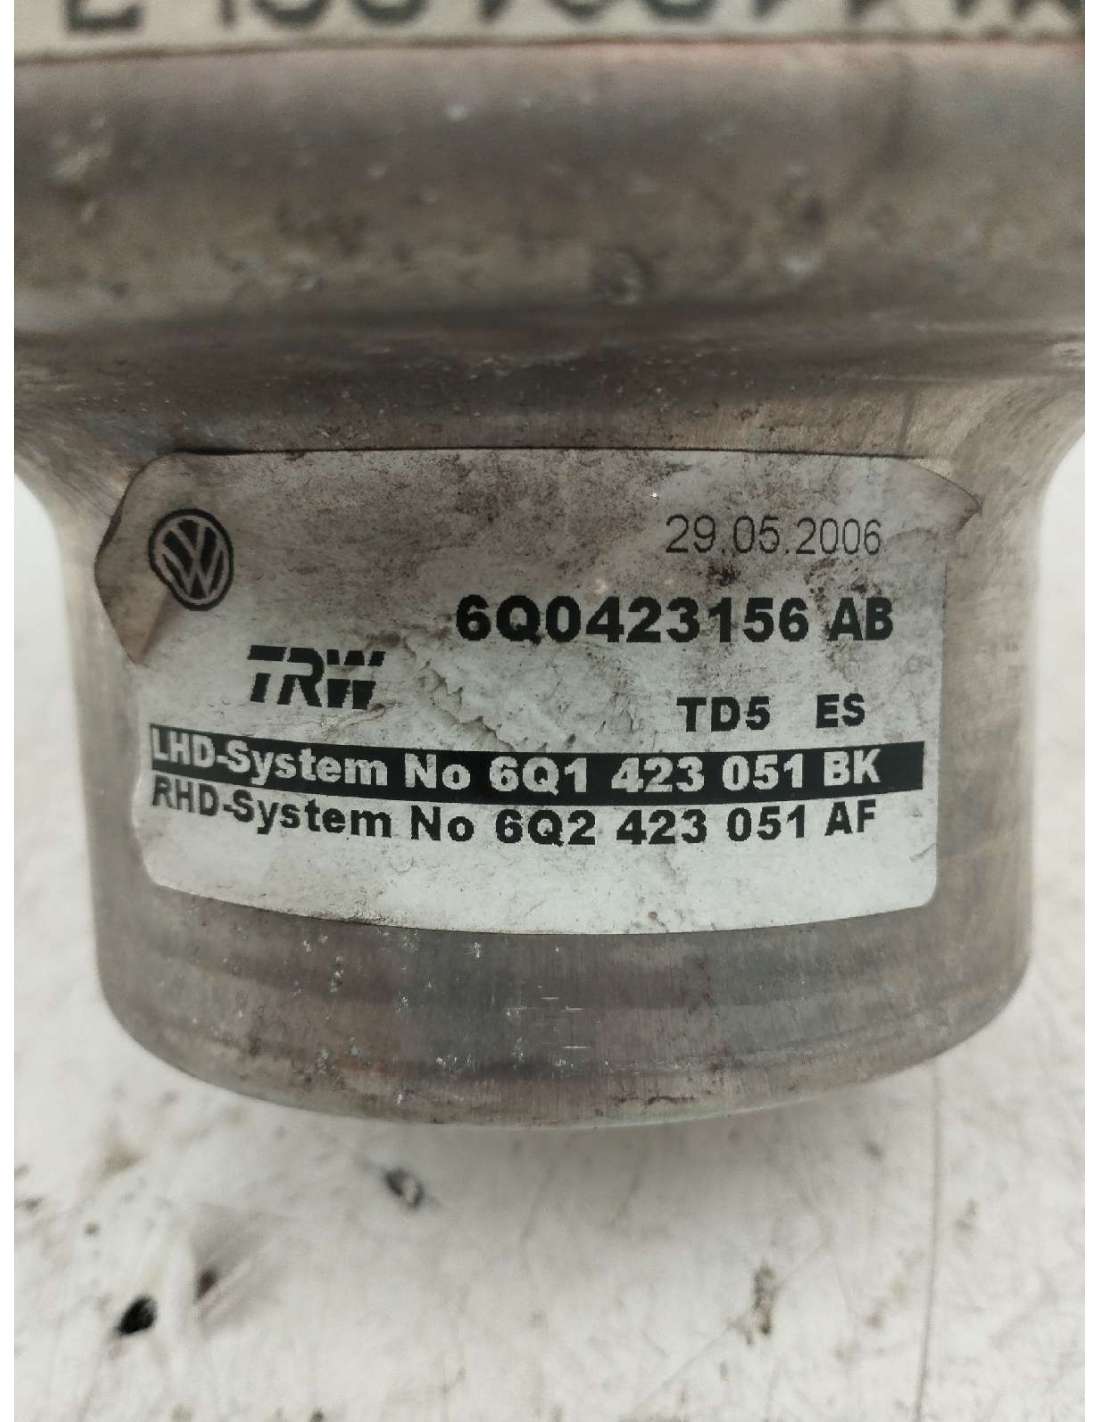 29.05.2006
6Q0423156 AB
TRW
TD5 ES
LHD-System No 6Q1 423 051 BK
RHD-System No 6Q2 423 051 AF